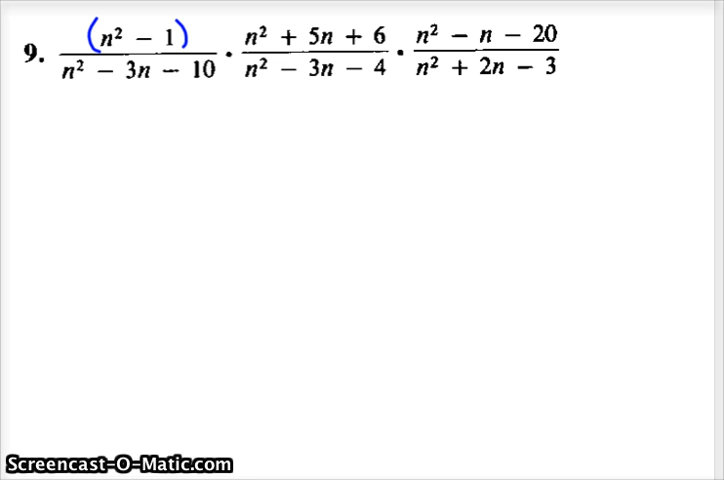 9. (n² − 1) / n² − 3n − 10 · n² + 5n + 6 / n² − 3n − 4 · n² − n − 20 / n² + 2n − 3
Screencast-O-Matic.com